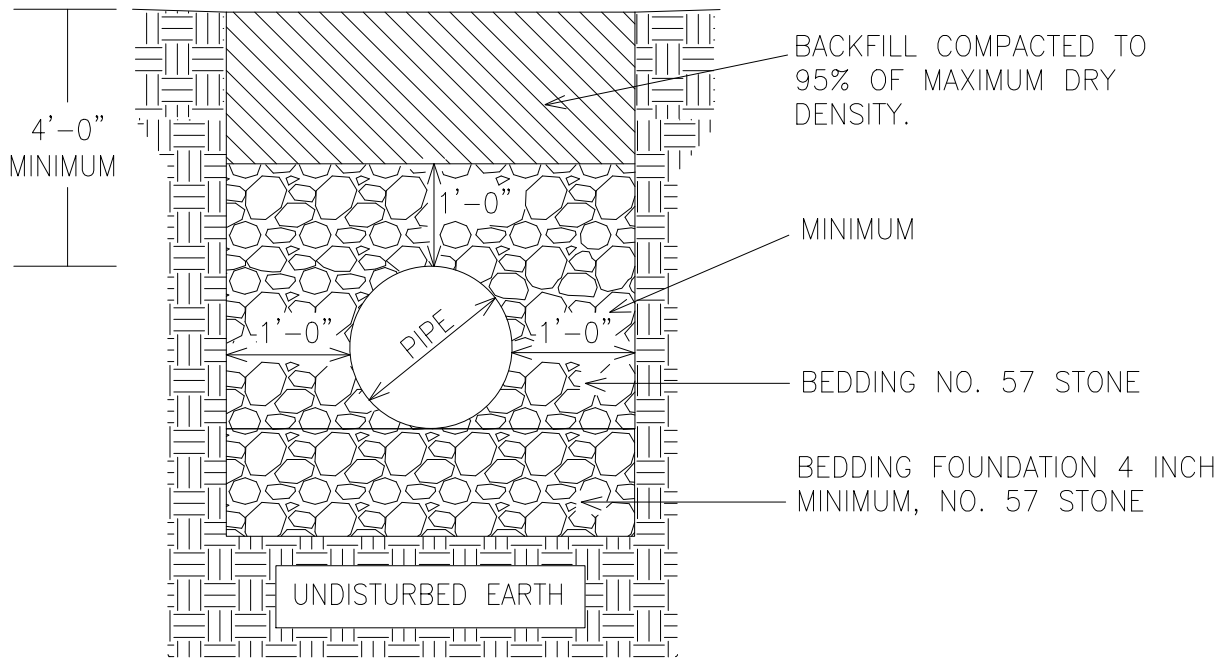 BACKFILL COMPACTED TO
95% OF MAXIMUM DRY
DENSITY.
4'-0"
MINIMUM
1'-0"
MINIMUM
1'-0"
PIPE
1'-0"
BEDDING NO. 57 STONE
BEDDING FOUNDATION 4 INCH
MINIMUM, NO. 57 STONE
UNDISTURBED EARTH